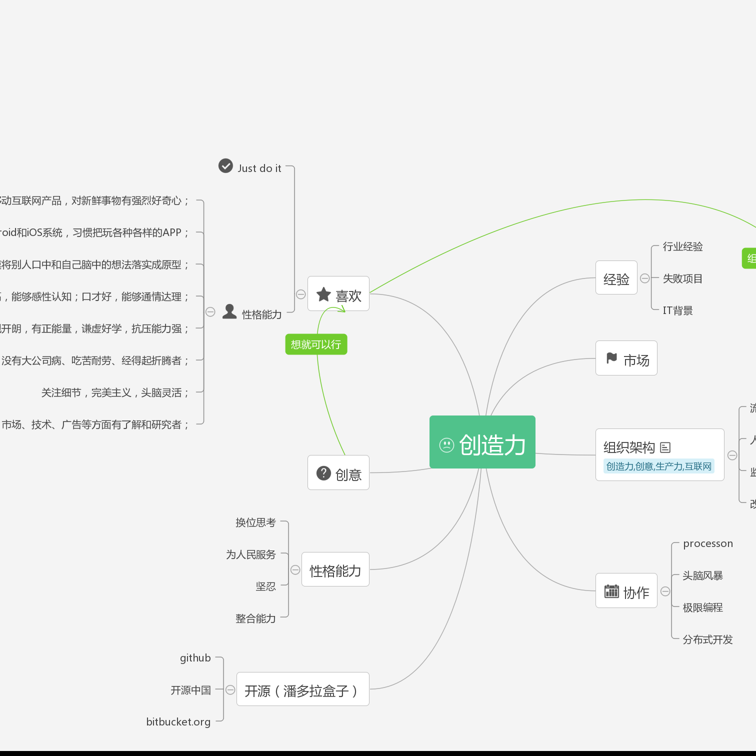 Just do it
动互联网产品，对新鲜事物有强烈好奇心；
roid和iOS系统，习惯把玩各种各样的APP
将别人口中和自己脑中的想法落实成原型
，能够感性认知；口才好，能够通情达理；
开朗，有正能量，谦虚好学，抗压能力强；
没有大公司病、吃苦耐劳、经得起折腾者；
关注细节，完美主义，头脑灵活；
市场、技术、广告等方面有了解和研究者；
性格能力
喜欢
想就可以行
创意
换位思考
为人民服务
坚忍
整合能力
性格能力
github
开源中国
bitbucket.org
开源（潘多拉盒子）
创造力
经验
行业经验
失败项目
IT背景
市场
组织架构
创造力,创意,生产力,互联网
协作
processon
头脑风暴
极限编程
分布式开发